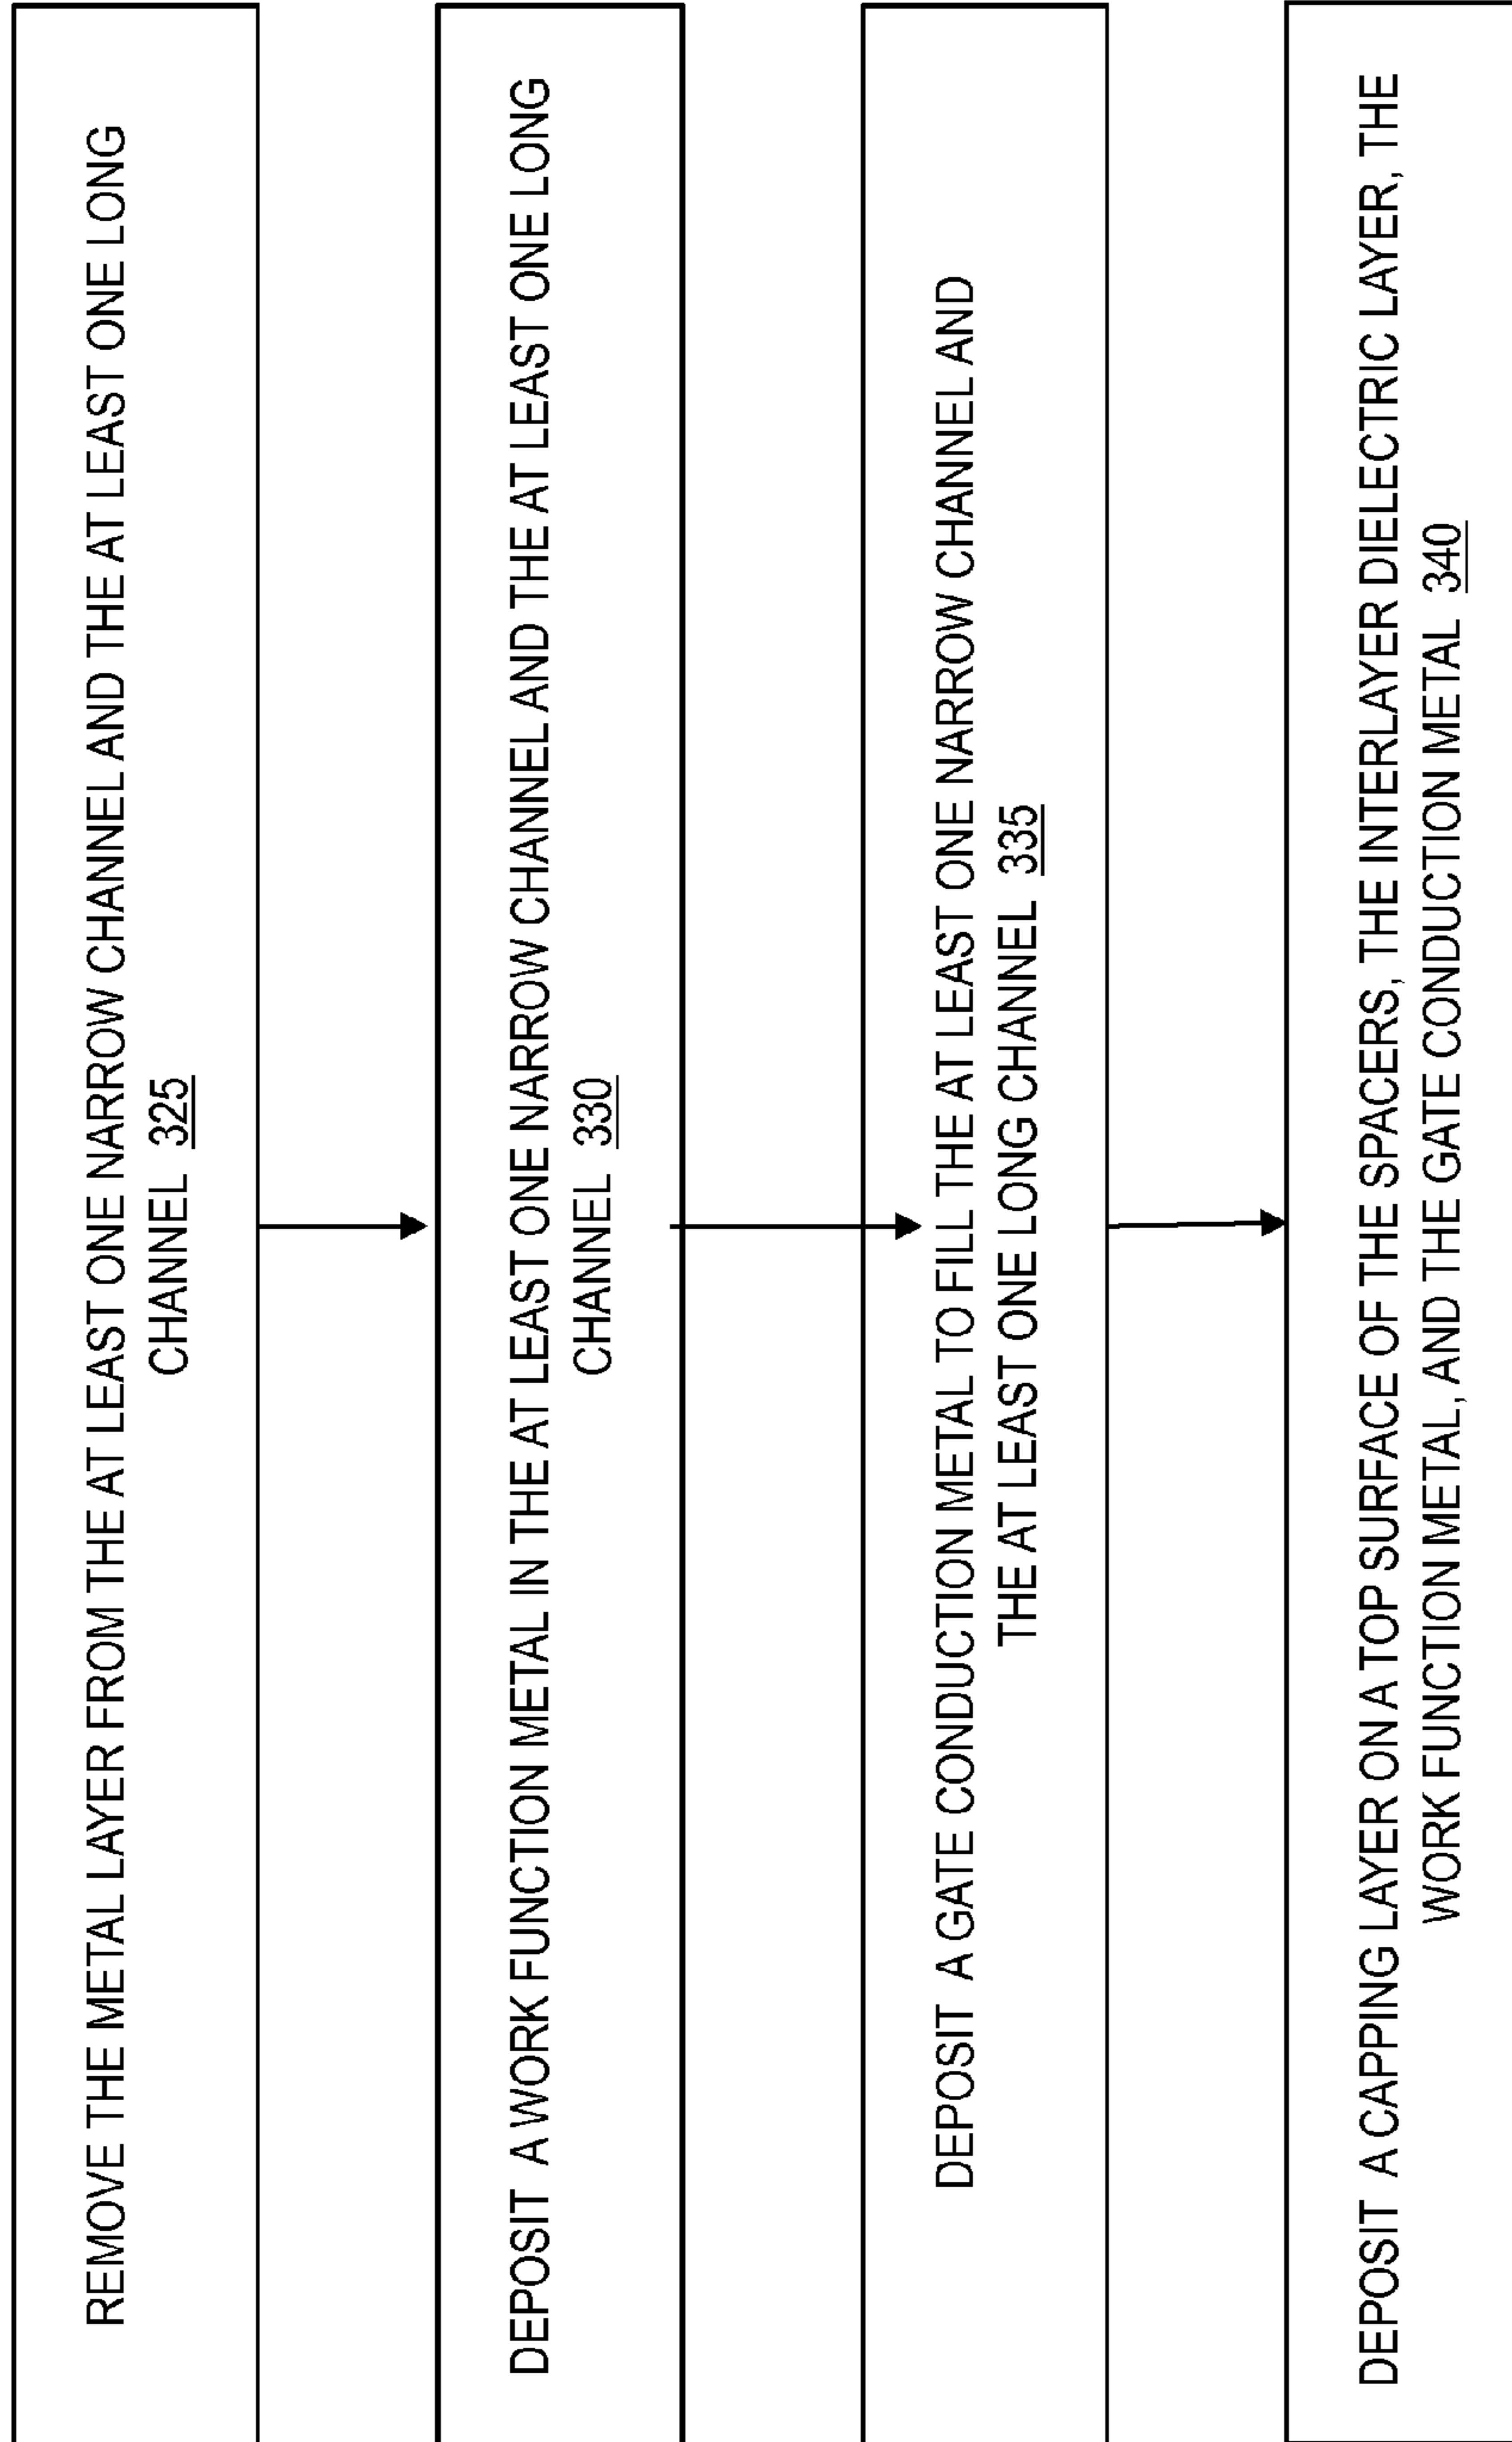 REMOVE THE METAL LAYER FROM THE AT LEAST ONE NARROW CHANNEL AND THE AT LEAST ONE LONG
CHANNEL 325
DEPOSIT A WORK FUNCTION METAL IN THE AT LEAST ONE NARROW CHANNEL AND THE AT LEAST ONE LONG
CHANNEL 330
DEPOSIT A GATE CONDUCTION METAL TO FILL THE AT LEAST ONE NARROW CHANNEL AND
THE AT LEAST ONE LONG CHANNEL 335
DEPOSIT A CAPPING LAYER ON A TOP SURFACE OF THE SPACERS, THE INTERLAYER DIELECTRIC LAYER, THE
WORK FUNCTION METAL, AND THE GATE CONDUCTION METAL 340